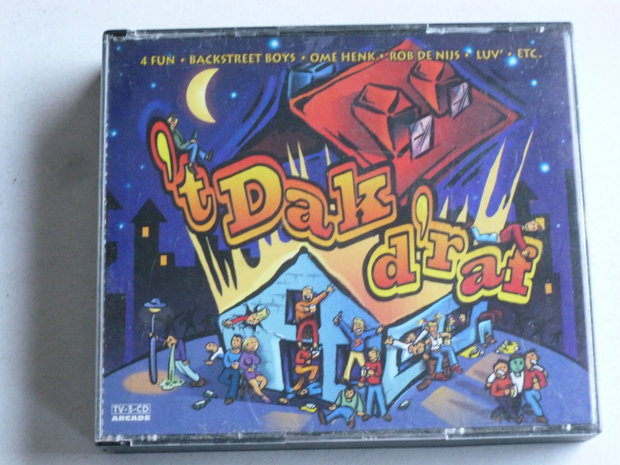 4 FUN • BACKSTREET BOYS • OME HENK • ROB DE NIJS • LUV' • ETC.
't Dak
d'raf
TV-3-CD
ARCADE